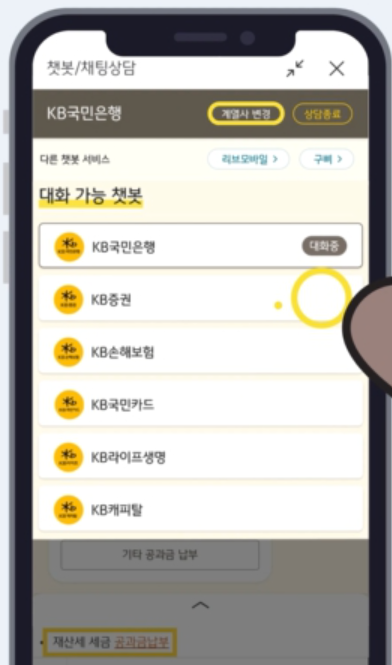 챗봇/채팅상담
KB국민은행
계열사 변경
상담종료
다른 챗봇 서비스
리브모바일 >
구삐 >
대화 가능 챗봇
KB국민은행
대화중
KB증권
KB손해보험
KB국민카드
KB라이프생명
KB캐피탈
기타 공과금 납부
• 재산세 세금 공과금납부